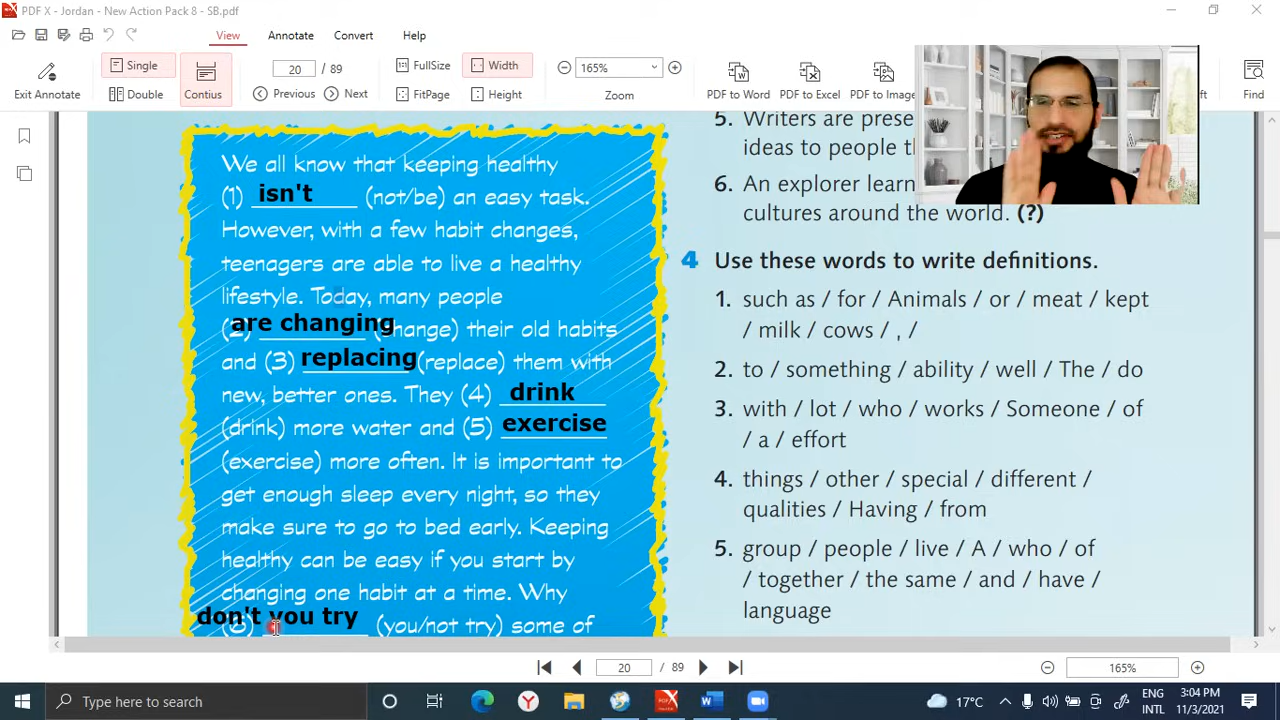 PDF X - Jordan - New Action Pack 8 - SB.pdf
View
Annotate
Convert
Help
Exit Annotate
Single
Double
Contius
20 / 89
Previous
Next
FullSize
FitPage
Width
Height
165%
Zoom
PDF to Word
PDF to Excel
PDF to Image
Find
We all know that keeping healthy
(1) isn't (not/be) an easy task.
However, with a few habit changes,
teenagers are able to live a healthy
lifestyle. Today, many people
(2) are changing (change) their old habits
and (3) replacing (replace) them with
new, better ones. They (4) drink
(drink) more water and (5) exercise
(exercise) more often. It is important to
get enough sleep every night, so they
make sure to go to bed early. Keeping
healthy can be easy if you start by
changing one habit at a time. Why
(6) don't you try (you/not try) some of
5. Writers are prese
ideas to people th
6. An explorer learn
cultures around the world. (?)
4 Use these words to write definitions.
1. such as / for / Animals / or / meat / kept
/ milk / cows / , /
2. to / something / ability / well / The / do
3. with / lot / who / works / Someone / of
/ a / effort
4. things / other / special / different /
qualities / Having / from
5. group / people / live / A / who / of
/ together / the same / and / have /
language
20 / 89
165%
Type here to search
17°C
ENG
INTL
3:04 PM
11/3/2021